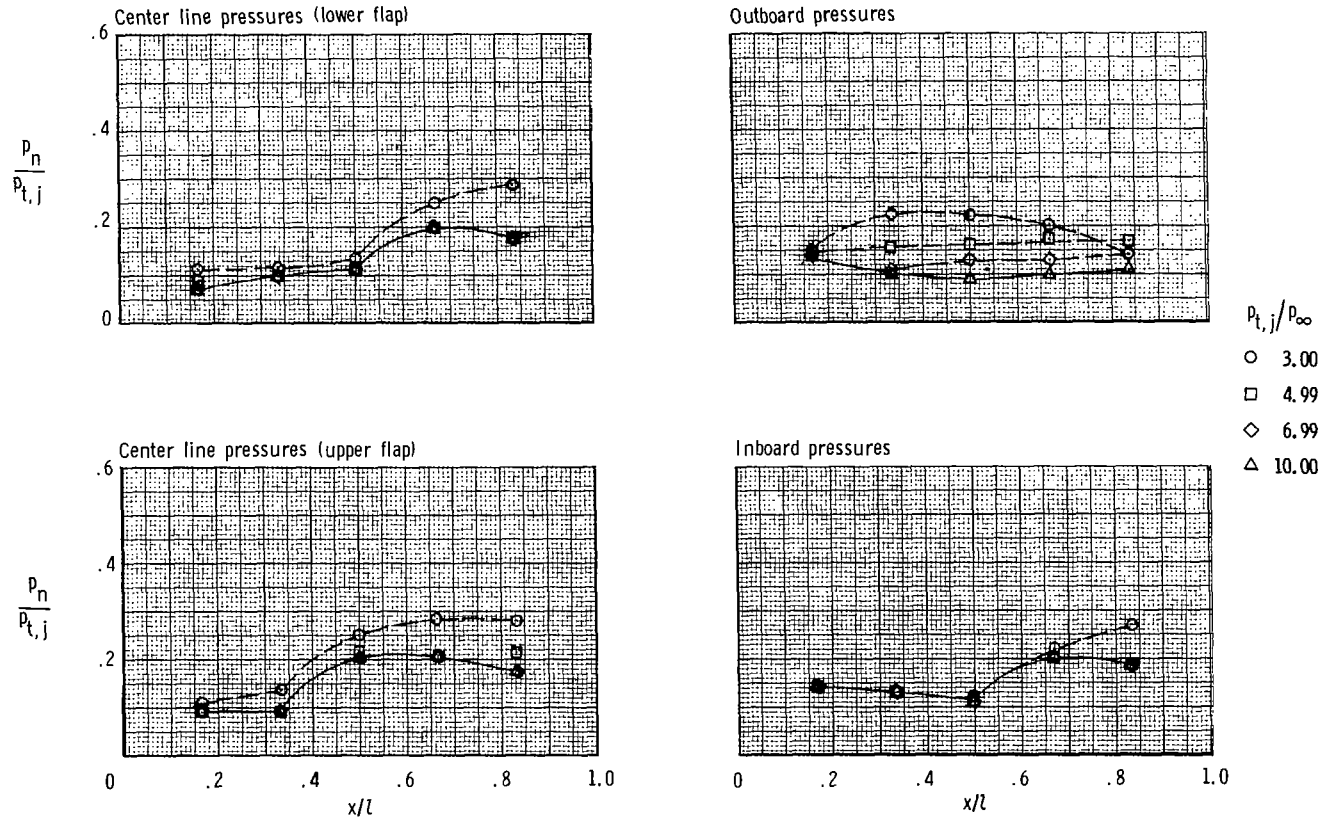 Center line pressures (lower flap)
.6
.4
.2
0
p_n
p_t,j
Outboard pressures
p_t,j/p_∞
3.00
4.99
6.99
10.00
Center line pressures (upper flap)
.6
.4
.2
p_n
p_t,j
0 .2 .4 .6 .8 1.0
x/l
Inboard pressures
0 .2 .4 .6 .8 1.0
x/l